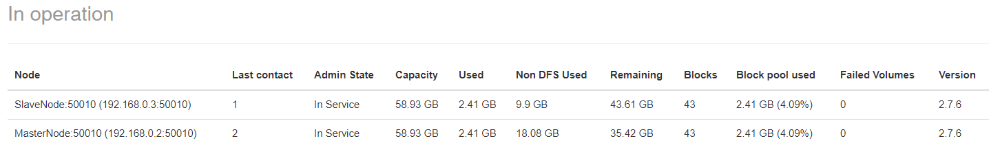 In operation
Node Last contact Admin State Capacity Used Non DFS Used Remaining Blocks Block pool used Failed Volumes Version
SlaveNode:50010 (192.168.0.3:50010) 1 In Service 58.93 GB 2.41 GB 9.9 GB 43.61 GB 43 2.41 GB (4.09%) 0 2.7.6
MasterNode:50010 (192.168.0.2:50010) 2 In Service 58.93 GB 2.41 GB 18.08 GB 35.42 GB 43 2.41 GB (4.09%) 0 2.7.6